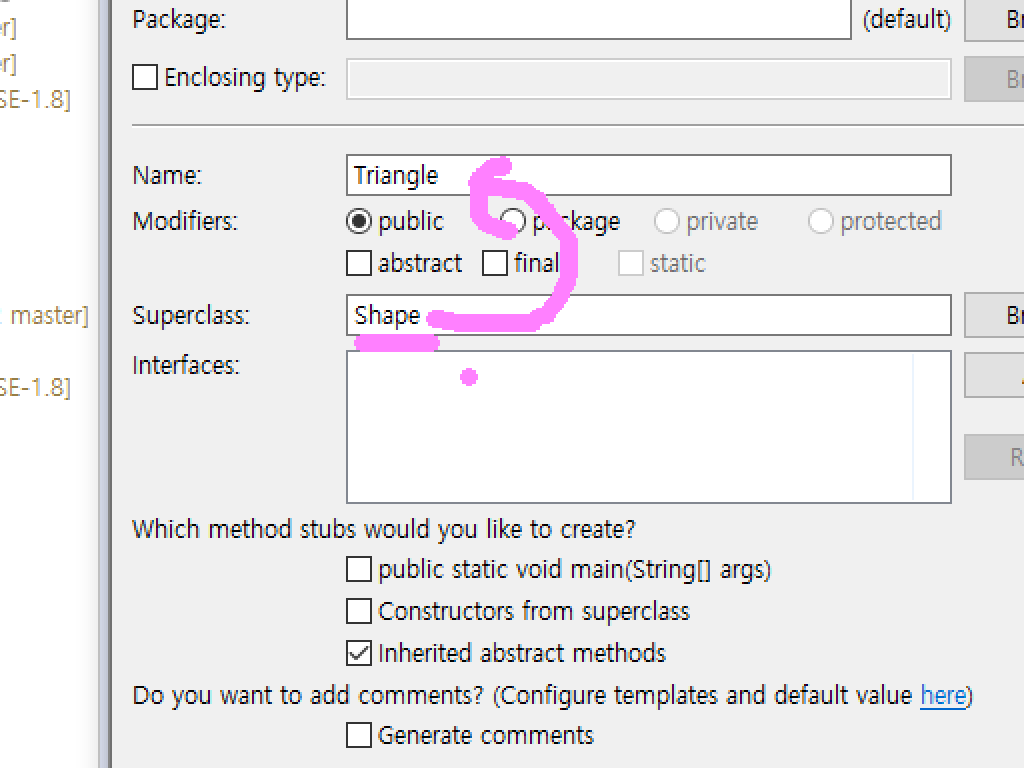 Package: (default) Br
er]
er]
Enclosing type: Br
SE-1.8]
Name: Triangle
Modifiers: public package private protected
abstract final static
master] Superclass: Shape Br
Interfaces:
SE-1.8]
R
Which method stubs would you like to create?
public static void main(String[] args)
Constructors from superclass
Inherited abstract methods
Do you want to add comments? (Configure templates and default value here)
Generate comments